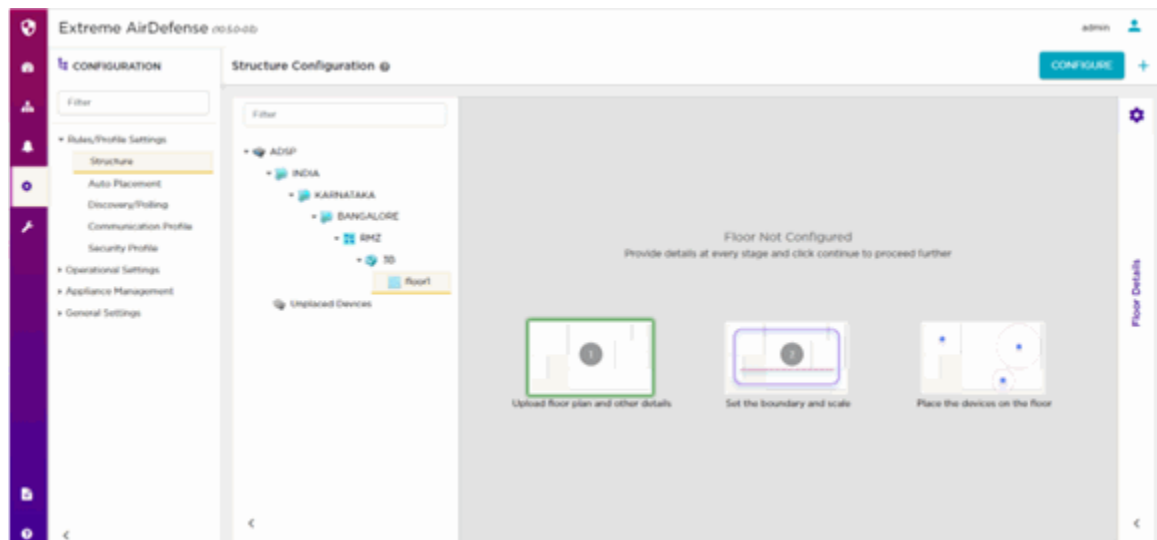 Extreme AirDefense
admin
CONFIGURATION
Structure Configuration
CONFIGURE
Filter
Filter
Rules/Profile Settings
Structure
Auto Placement
Discovery/Polling
Communication Profile
Security Profile
Operational Settings
Appliance Management
General Settings
ADSP
INDIA
KARNATAKA
BANGALORE
RMZ
3B
floor1
Unplaced Devices
Floor Not Configured
Provide details at every stage and click continue to proceed further
1
2
Upload floor plan and other details
Set the boundary and scale
Place the devices on the floor
Floor Details